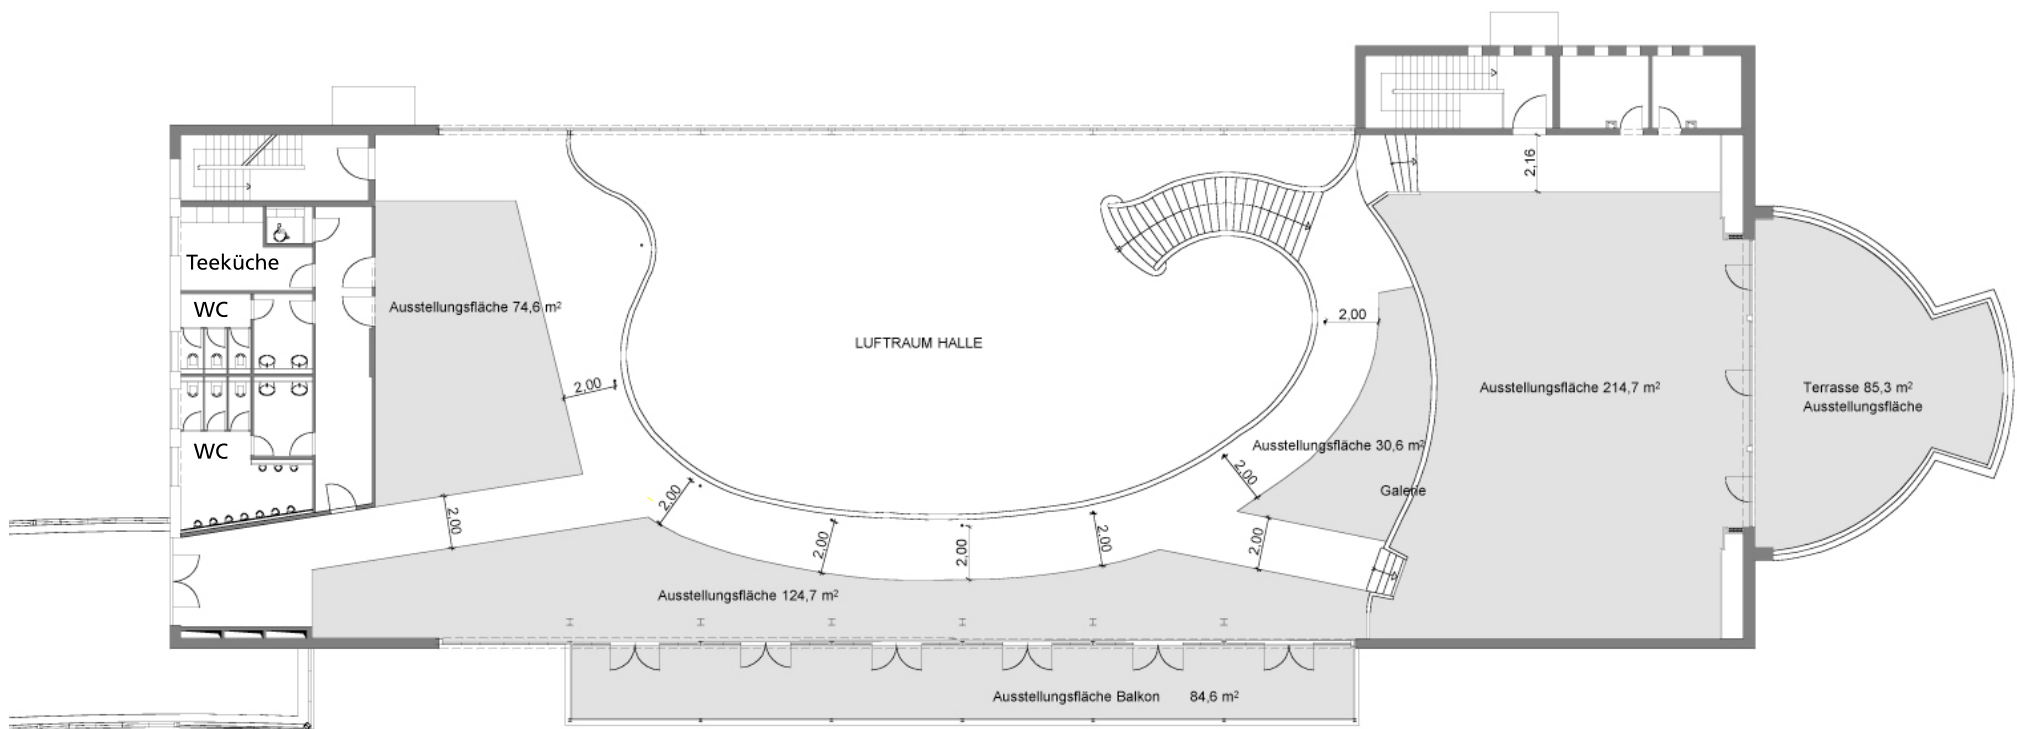 2,16
Teeküche
WC
Ausstellungsfläche 74,6 m²
2,00
LUFTRAUM HALLE
2,00
Ausstellungsfläche 214,7 m²
Terrasse 85,3 m²
Ausstellungsfläche
WC
Ausstellungsfläche 30,6 m²
2,00
Galerie
2,00
2,00
2,00
2,00
2,00
2,00
Ausstellungsfläche 124,7 m²
Ausstellungsfläche Balkon 84,6 m²